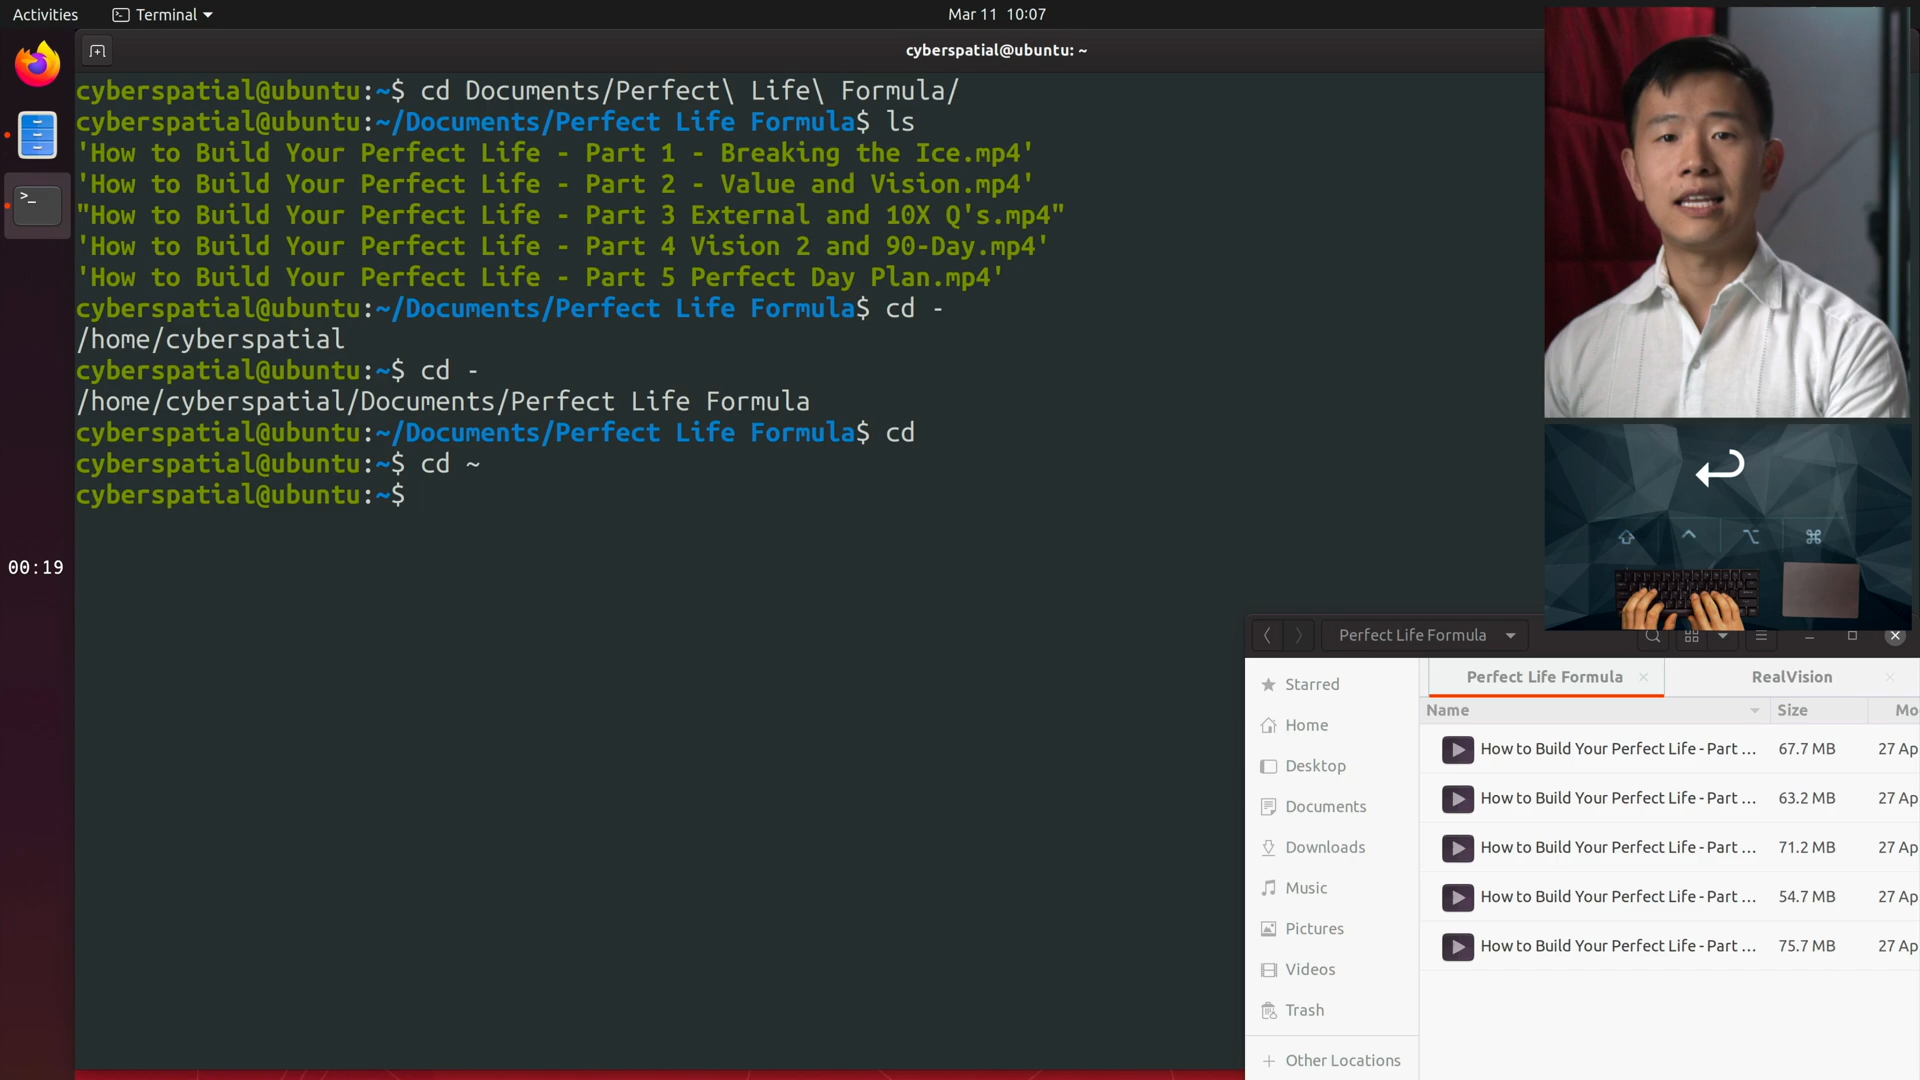 Activities
Terminal
Mar 11 10:07
cyberspatial@ubuntu: ~
cyberspatial@ubuntu:~$ cd Documents/Perfect\ Life\ Formula/
cyberspatial@ubuntu:~/Documents/Perfect Life Formula$ ls
'How to Build Your Perfect Life - Part 1 - Breaking the Ice.mp4'
'How to Build Your Perfect Life - Part 2 - Value and Vision.mp4'
"How to Build Your Perfect Life - Part 3 External and 10X Q's.mp4"
'How to Build Your Perfect Life - Part 4 Vision 2 and 90-Day.mp4'
'How to Build Your Perfect Life - Part 5 Perfect Day Plan.mp4'
cyberspatial@ubuntu:~/Documents/Perfect Life Formula$ cd -
/home/cyberspatial
cyberspatial@ubuntu:~$ cd -
/home/cyberspatial/Documents/Perfect Life Formula
cyberspatial@ubuntu:~/Documents/Perfect Life Formula$ cd
cyberspatial@ubuntu:~$ cd ~
cyberspatial@ubuntu:~$
00:19
Perfect Life Formula
Starred
Home
Desktop
Documents
Downloads
Music
Pictures
Videos
Trash
Other Locations
Perfect Life Formula
RealVision
Name Size Mo
How to Build Your Perfect Life - Part ... 67.7 MB 27 Ap
How to Build Your Perfect Life - Part ... 63.2 MB 27 Ap
How to Build Your Perfect Life - Part ... 71.2 MB 27 Ap
How to Build Your Perfect Life - Part ... 54.7 MB 27 Ap
How to Build Your Perfect Life - Part ... 75.7 MB 27 Ap